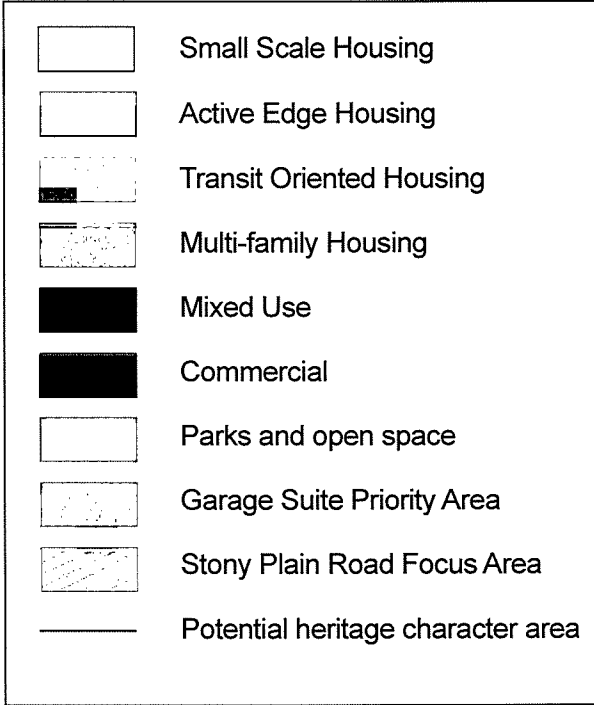 Small Scale Housing
Active Edge Housing
Transit Oriented Housing
Multi-family Housing
Mixed Use
Commercial
Parks and open space
Garage Suite Priority Area
Stony Plain Road Focus Area
Potential heritage character area